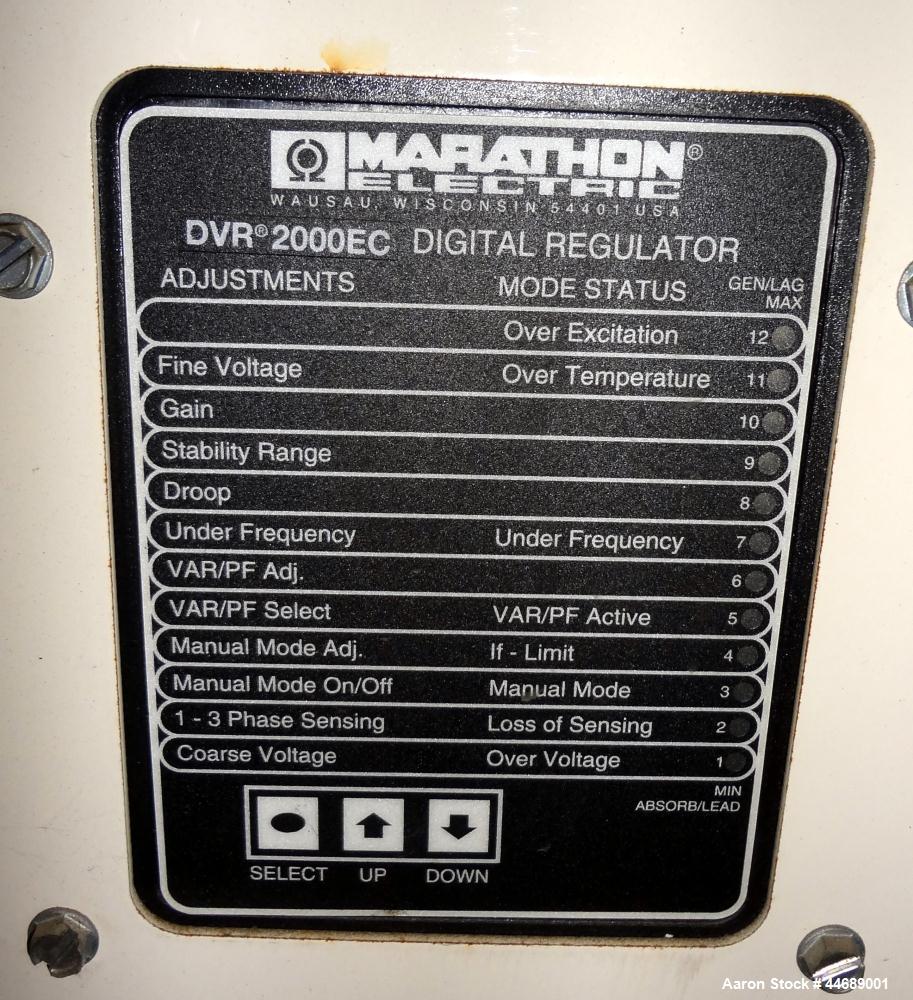 MARATHON®
ELECTRIC
WAUSAU, WISCONSIN 54401 USA
DVR® 2000EC DIGITAL REGULATOR
ADJUSTMENTS MODE STATUS GEN/LAG
MAX
Over Excitation 12
Fine Voltage Over Temperature 11
Gain 10
Stability Range 9
Droop 8
Under Frequency Under Frequency 7
VAR/PF Adj. 6
VAR/PF Select VAR/PF Active 5
Manual Mode Adj. If - Limit 4
Manual Mode On/Off Manual Mode 3
1 - 3 Phase Sensing Loss of Sensing 2
Coarse Voltage Over Voltage 1
MIN
ABSORB/LEAD
SELECT UP DOWN
Aaron Stock # 44689001